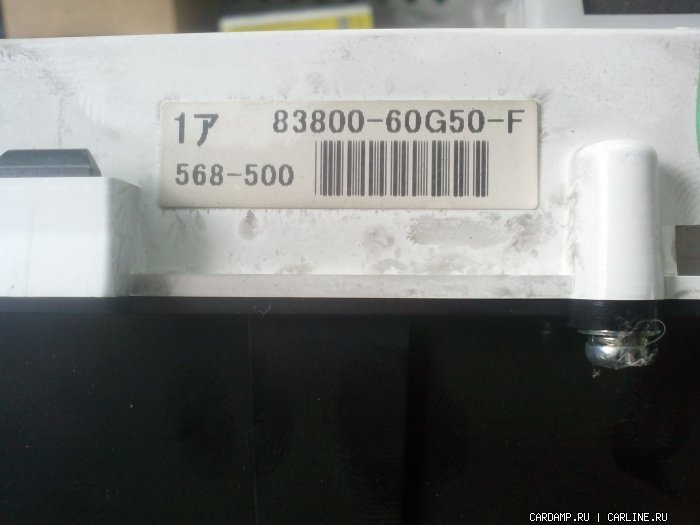 1ア 83800-60G50-F
568-500
CARDAMP.RU | CARLINE.RU